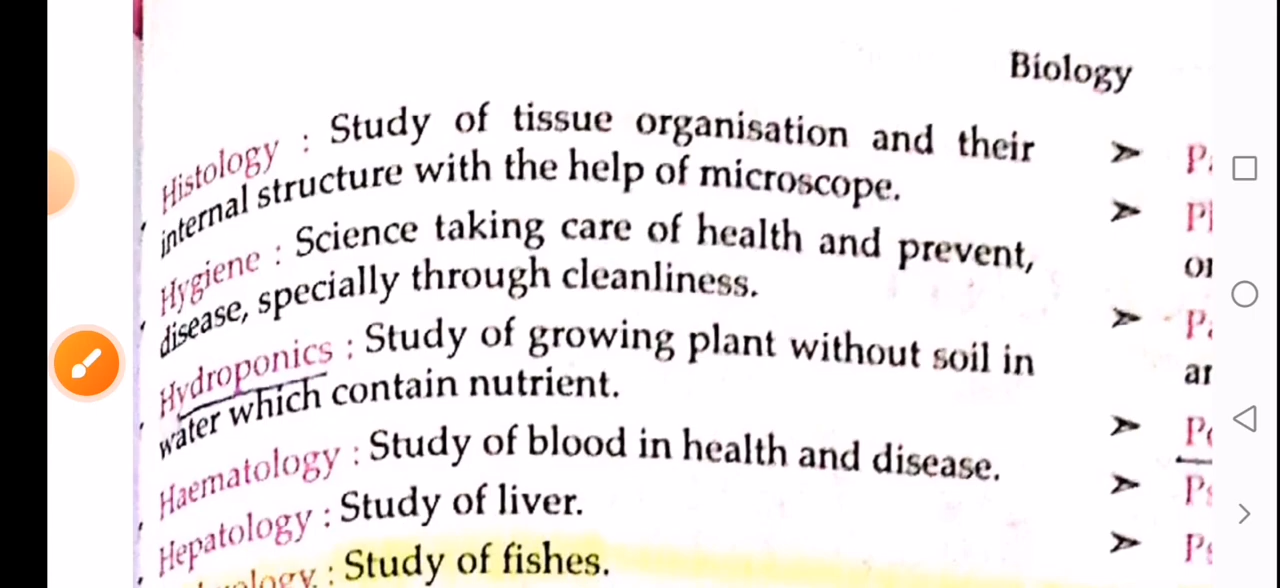 Biology
Histology : Study of tissue organisation and their
internal structure with the help of microscope.
Hygiene : Science taking care of health and prevent,
disease, specially through cleanliness.
Hydroponics : Study of growing plant without soil in
water which contain nutrient.
Haematology : Study of blood in health and disease.
Hepatology : Study of liver.
: Study of fishes.